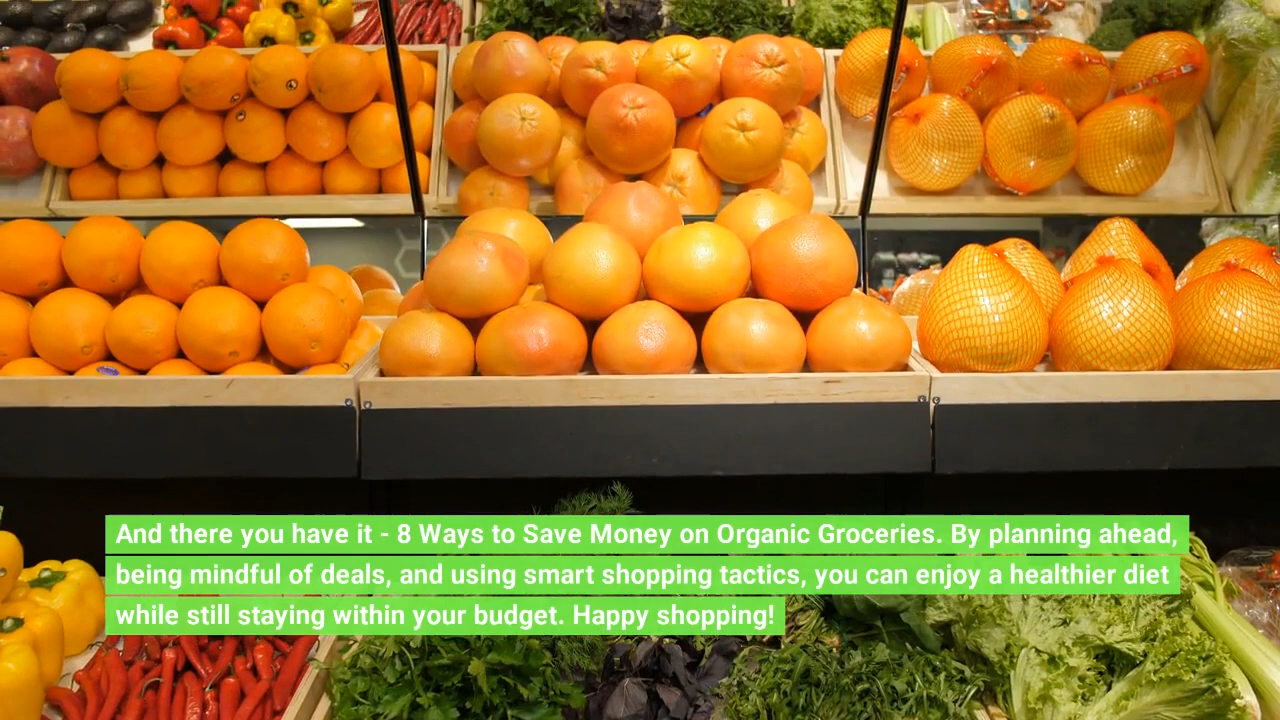 And there you have it - 8 Ways to Save Money on Organic Groceries. By planning ahead,
being mindful of deals, and using smart shopping tactics, you can enjoy a healthier diet
while still staying within your budget. Happy shopping!